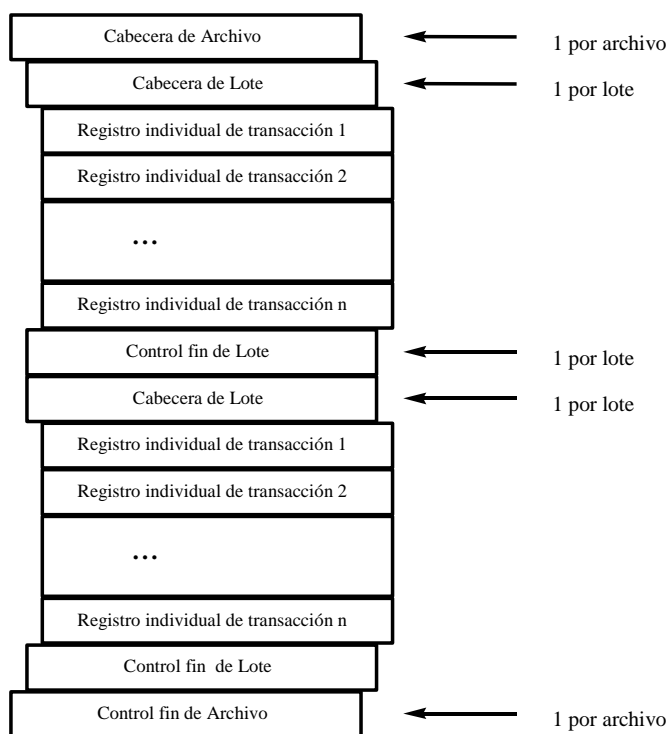 Cabecera de Archivo
1 por archivo
Cabecera de Lote
1 por lote
Registro individual de transacción 1
Registro individual de transacción 2
...
Registro individual de transacción n
Control fin de Lote
1 por lote
Cabecera de Lote
1 por lote
Registro individual de transacción 1
Registro individual de transacción 2
...
Registro individual de transacción n
Control fin de Lote
Control fin de Archivo
1 por archivo